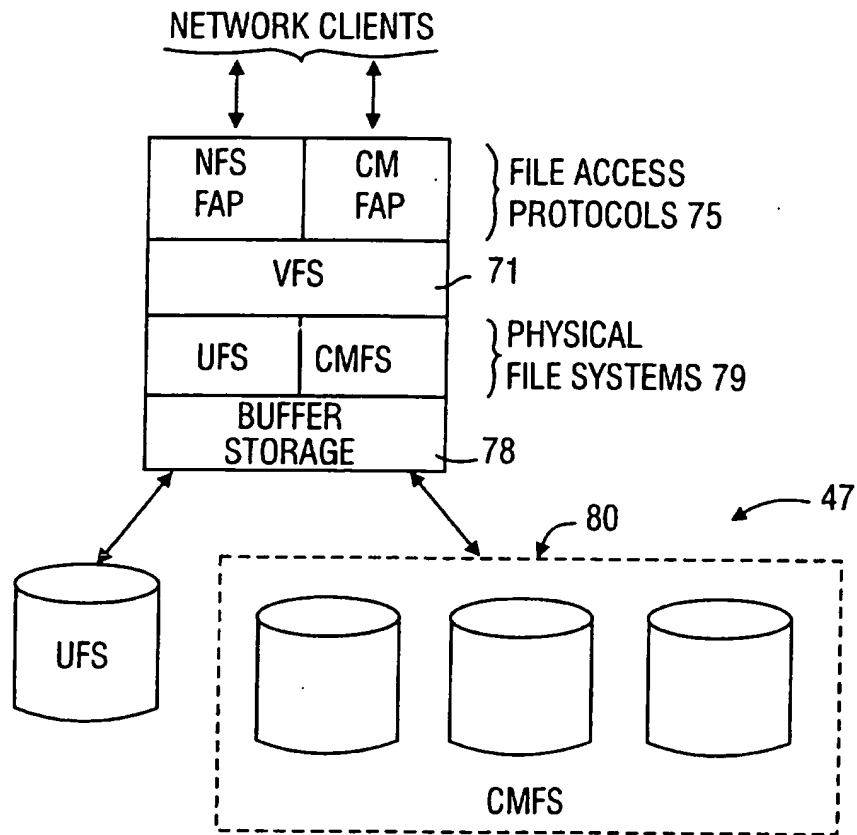 NETWORK CLIENTS
NFS
FAP
CM
FAP
FILE ACCESS
PROTOCOLS 75
VFS
71
UFS
CMFS
PHYSICAL
FILE SYSTEMS 79
BUFFER
STORAGE
78
47
80
UFS
CMFS